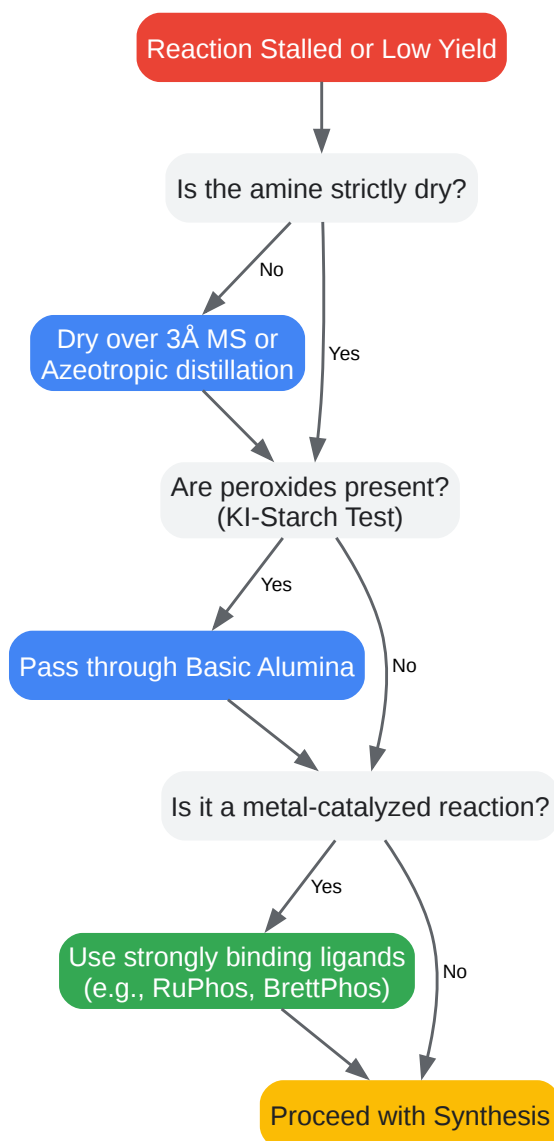 Reaction Stalled or Low Yield
Is the amine strictly dry?
No
Dry over 3Å MS or
Azeotropic distillation
Yes
Are peroxides present?
(KI-Starch Test)
Yes
Pass through Basic Alumina
No
Is it a metal-catalyzed reaction?
Yes
Use strongly binding ligands
(e.g., RuPhos, BrettPhos)
No
Proceed with Synthesis